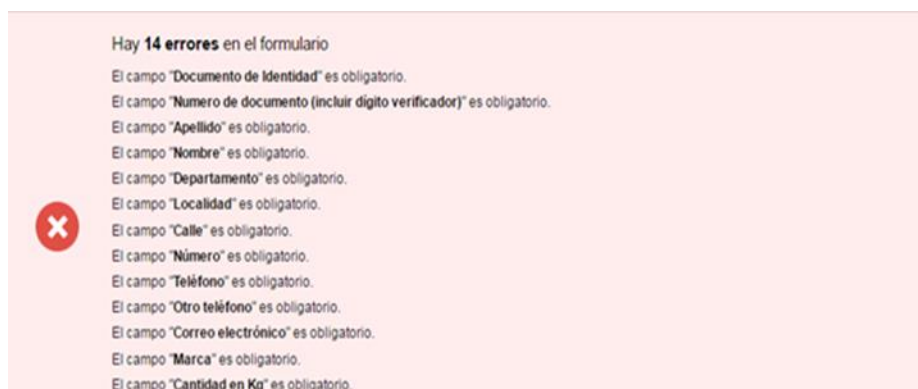 Hay 14 errores en el formulario
El campo "Documento de Identidad" es obligatorio.
El campo "Numero de documento (incluir dígito verificador)" es obligatorio.
El campo "Apellido" es obligatorio.
El campo "Nombre" es obligatorio.
El campo "Departamento" es obligatorio.
El campo "Localidad" es obligatorio.
El campo "Calle" es obligatorio.
El campo "Número" es obligatorio.
El campo "Teléfono" es obligatorio.
El campo "Otro teléfono" es obligatorio.
El campo "Correo electrónico" es obligatorio.
El campo "Marca" es obligatorio.
El campo "Cantidad en Kg" es obligatorio.